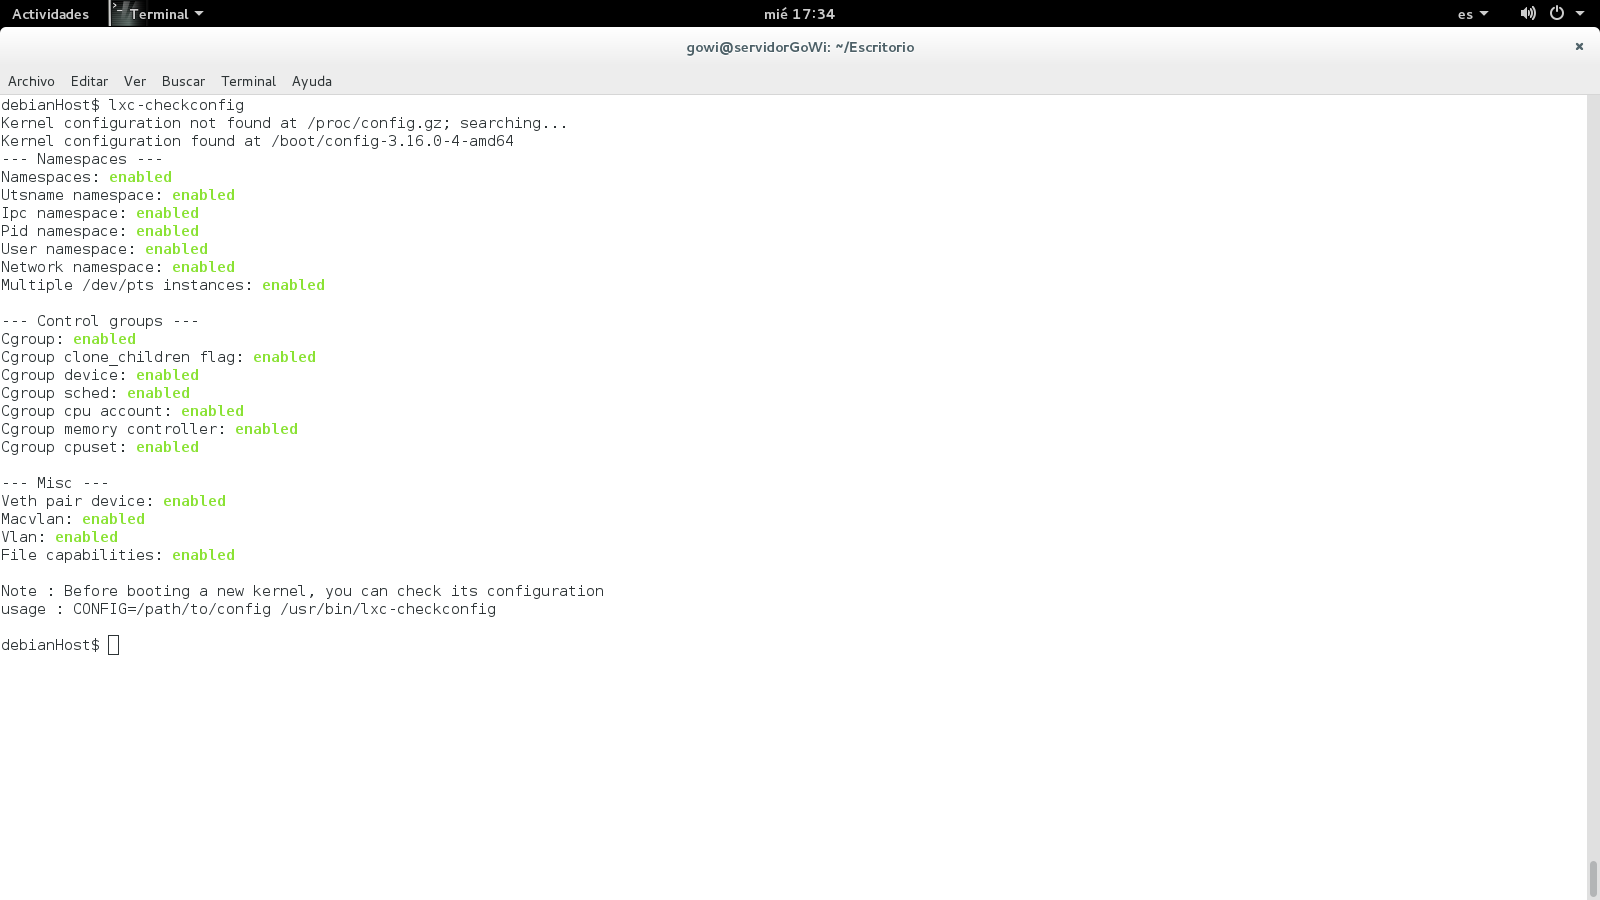 Actividades Terminal mié 17:34 es
gowi@servidorGoWi: ~/Escritorio
Archivo Editar Ver Buscar Terminal Ayuda
debianHost$ lxc-checkconfig
Kernel configuration not found at /proc/config.gz; searching...
Kernel configuration found at /boot/config-3.16.0-4-amd64
--- Namespaces ---
Namespaces: enabled
Utsname namespace: enabled
Ipc namespace: enabled
Pid namespace: enabled
User namespace: enabled
Network namespace: enabled
Multiple /dev/pts instances: enabled

--- Control groups ---
Cgroup: enabled
Cgroup clone_children flag: enabled
Cgroup device: enabled
Cgroup sched: enabled
Cgroup cpu account: enabled
Cgroup memory controller: enabled
Cgroup cpuset: enabled

--- Misc ---
Veth pair device: enabled
Macvlan: enabled
Vlan: enabled
File capabilities: enabled

Note : Before booting a new kernel, you can check its configuration
usage : CONFIG=/path/to/config /usr/bin/lxc-checkconfig

debianHost$